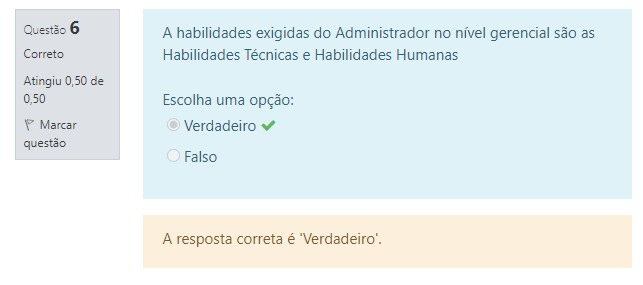 Questão 6
Correto
Atingiu 0,50 de
0,50
Marcar
questão
A habilidades exigidas do Administrador no nível gerencial são as
Habilidades Técnicas e Habilidades Humanas
Escolha uma opção:
Verdadeiro
Falso
A resposta correta é 'Verdadeiro'.